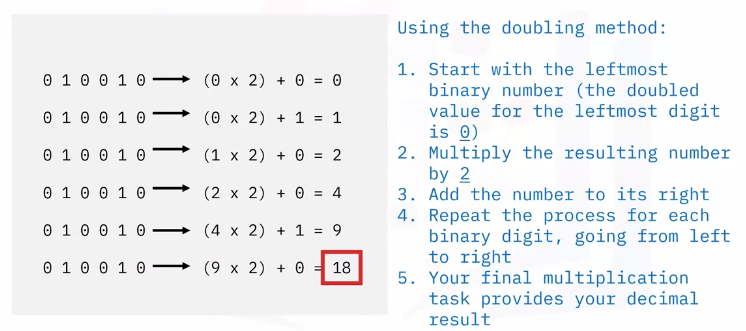 0 1 0 0 1 0 ⟶ (0 x 2) + 0 = 0
0 1 0 0 1 0 ⟶ (0 x 2) + 1 = 1
0 1 0 0 1 0 ⟶ (1 x 2) + 0 = 2
0 1 0 0 1 0 ⟶ (2 x 2) + 0 = 4
0 1 0 0 1 0 ⟶ (4 x 2) + 1 = 9
0 1 0 0 1 0 ⟶ (9 x 2) + 0 = 18
Using the doubling method:
1. Start with the leftmost
binary number (the doubled
value for the leftmost digit
is 0)
2. Multiply the resulting number
by 2
3. Add the number to its right
4. Repeat the process for each
binary digit, going from left
to right
5. Your final multiplication
task provides your decimal
result